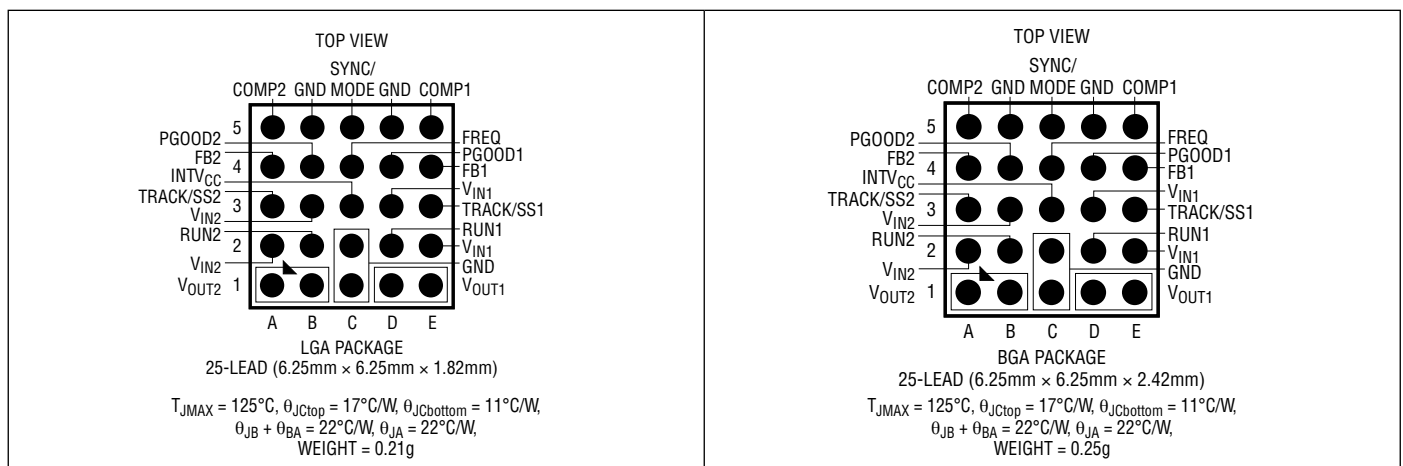 TOP VIEW
SYNC/
COMP2 GND MODE GND COMP1
5
PGOOD2
FREQ
PGOOD1
FB2
4
FB1
INTVCC
VIN1
TRACK/SS2
3
TRACK/SS1
VIN2
RUN2
RUN1
2
VIN1
VIN2
GND
VOUT2 1
VOUT1
A B C D E
LGA PACKAGE
25-LEAD (6.25mm × 6.25mm × 1.82mm)
TJMAX = 125°C, θJCtop = 17°C/W, θJCbottom = 11°C/W,
θJB + θBA = 22°C/W, θJA = 22°C/W,
WEIGHT = 0.21g
TOP VIEW
SYNC/
COMP2 GND MODE GND COMP1
5
PGOOD2
FREQ
PGOOD1
FB2
4
FB1
INTVCC
VIN1
TRACK/SS2
3
TRACK/SS1
VIN2
RUN2
RUN1
2
VIN1
VIN2
GND
VOUT2 1
VOUT1
A B C D E
BGA PACKAGE
25-LEAD (6.25mm × 6.25mm × 2.42mm)
TJMAX = 125°C, θJCtop = 17°C/W, θJCbottom = 11°C/W,
θJB + θBA = 22°C/W, θJA = 22°C/W,
WEIGHT = 0.25g